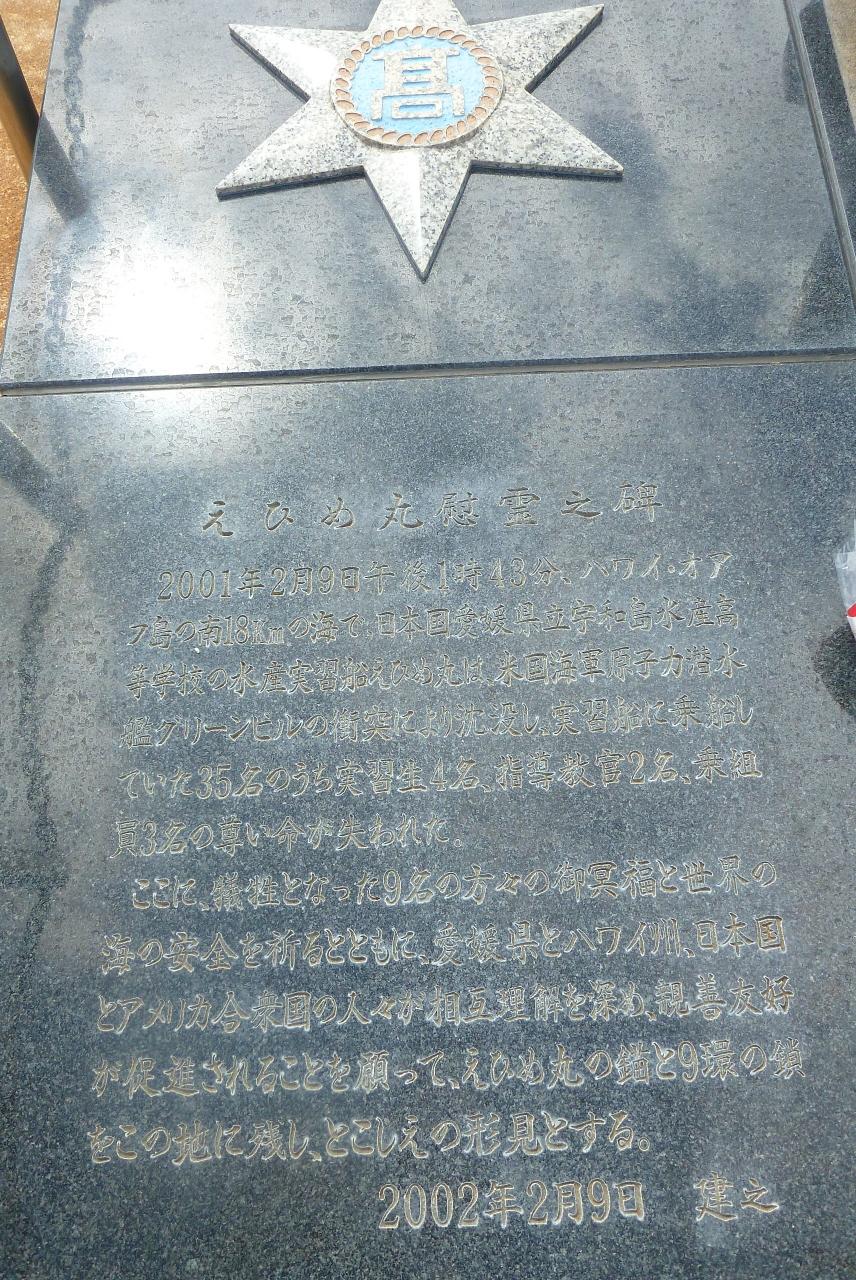 髙
えひめ丸慰霊之碑
2001年2月9日午後1時43分、ハワイ・オア
フ島の南18Kmの海で、日本国愛媛県立宇和島水産高
等学校の水産実習船えひめ丸は、米国海軍原子力潜水
艦グリーンビルの衝突により沈没し、実習船に乗船し
ていた35名のうち実習生4名、指導教官2名、乗組
員3名の尊い命が失われた。
ここに、犠牲となった9名の方々の御冥福と世界の
海の安全を祈るとともに、愛媛県とハワイ州、日本国
とアメリカ合衆国の人々が相互理解を深め、親善友好
が促進されることを願って、えひめ丸の錨と9環の鎖
をこの地に残し、とこしえの形見とする。
2002年2月9日 建之